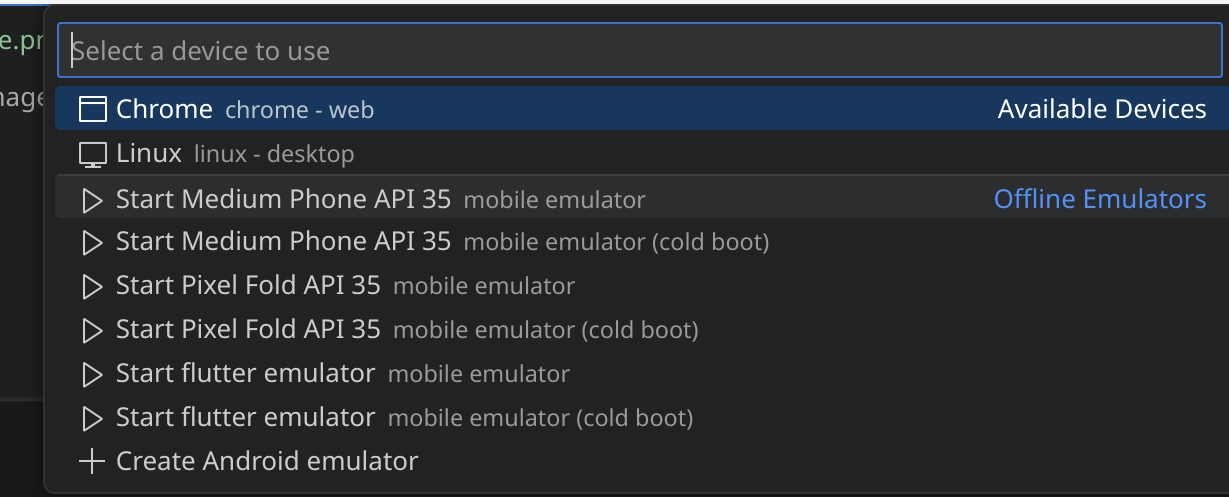 e.pr
nage
Select a device to use
Chrome chrome - web Available Devices
Linux linux - desktop
Start Medium Phone API 35 mobile emulator Offline Emulators
Start Medium Phone API 35 mobile emulator (cold boot)
Start Pixel Fold API 35 mobile emulator
Start Pixel Fold API 35 mobile emulator (cold boot)
Start flutter emulator mobile emulator
Start flutter emulator mobile emulator (cold boot)
Create Android emulator